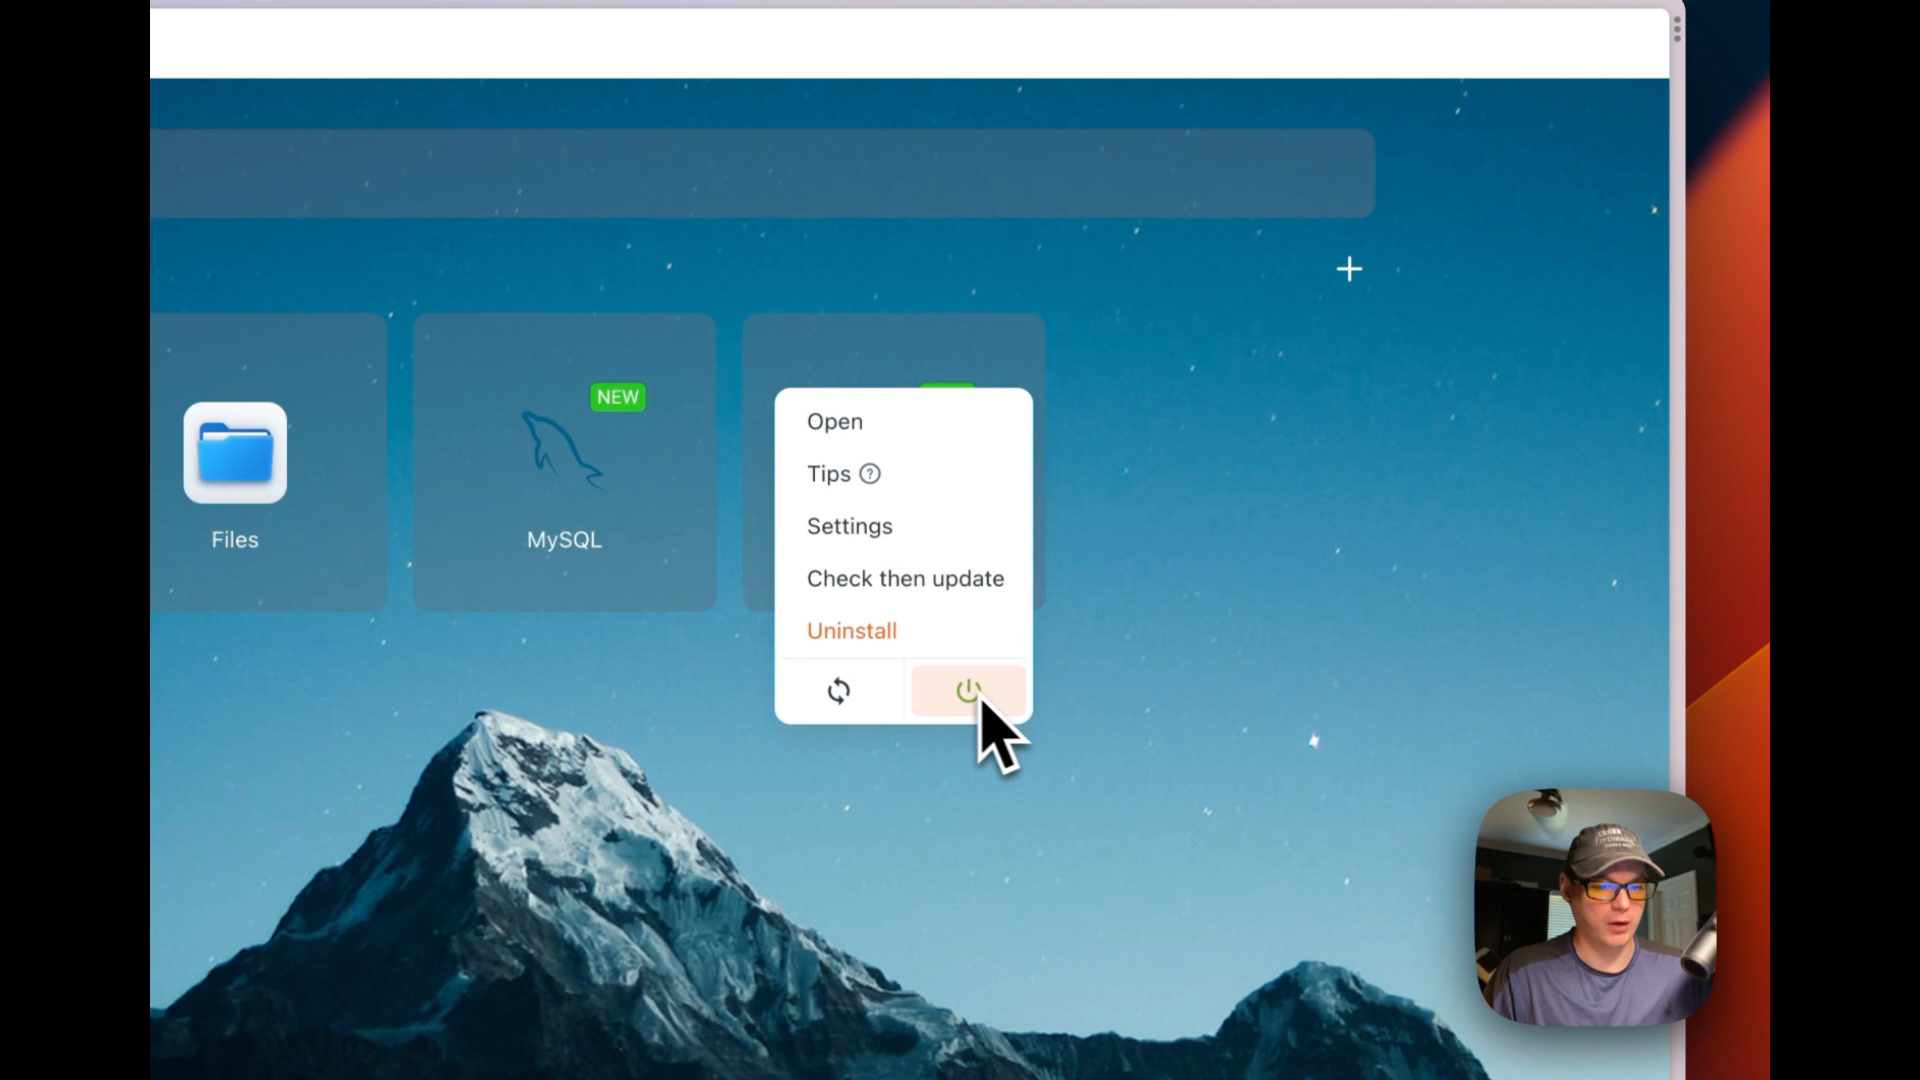 NEW
Files
MySQL
Open
Tips ?
Settings
Check then update
Uninstall